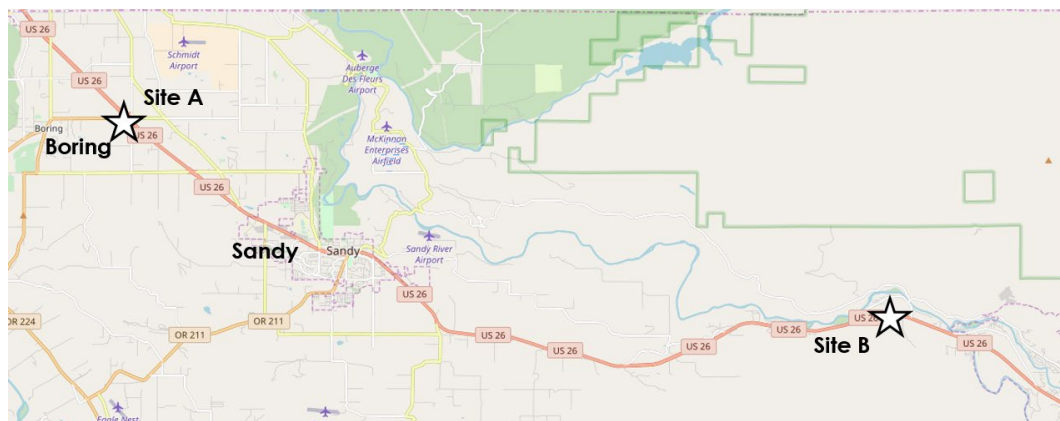 US 26
Schmidt
Airport
Auberge
Des Fleurs
Airport
US 26
Site A
Boring
Boring
US 26
McKinnon
Enterprises
Airfield
US 26
Sandy
Sandy
Sandy River
Airport
US 26
OR 224
OR 211
OR 211
US 26
US 26
US 26
US 26
US 26
Site B
US 26
Eagle Nest